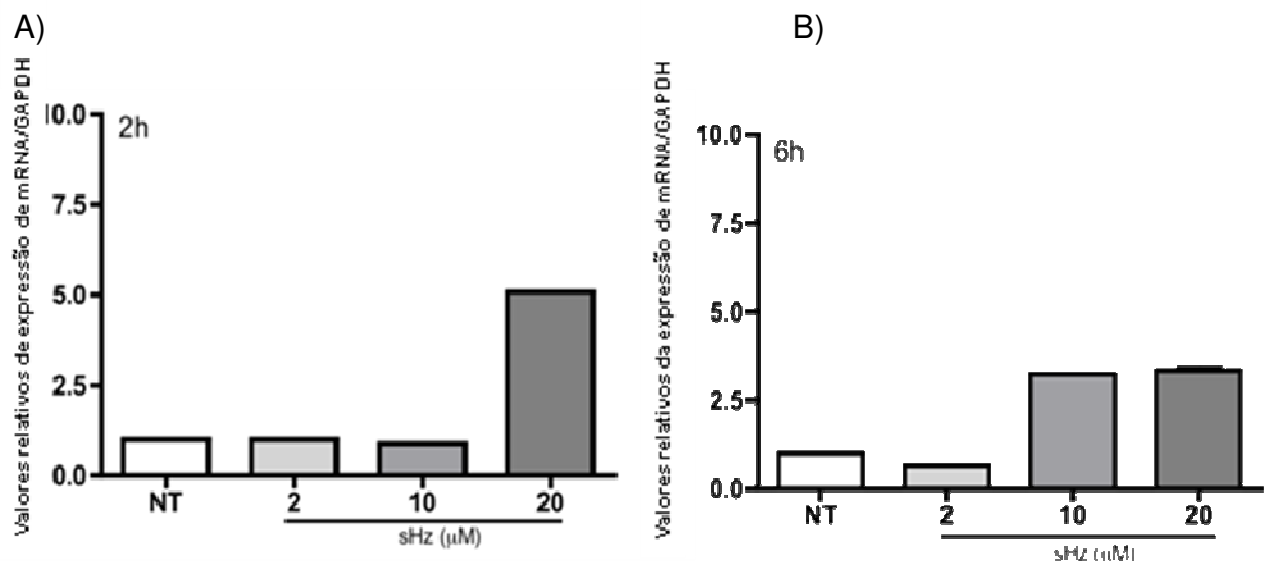 A)
Valores relativos de expressão de mRNA/GAPDH
10.0
7.5
5.0
2.5
0.0
2h
NT 2 10 20
sHz (μM)
B)
Valores relativos da expressão de mRNA/GAPDH
10.0
7.5
5.0
2.5
0.0
6h
NT 2 10 20
sHz (μM)